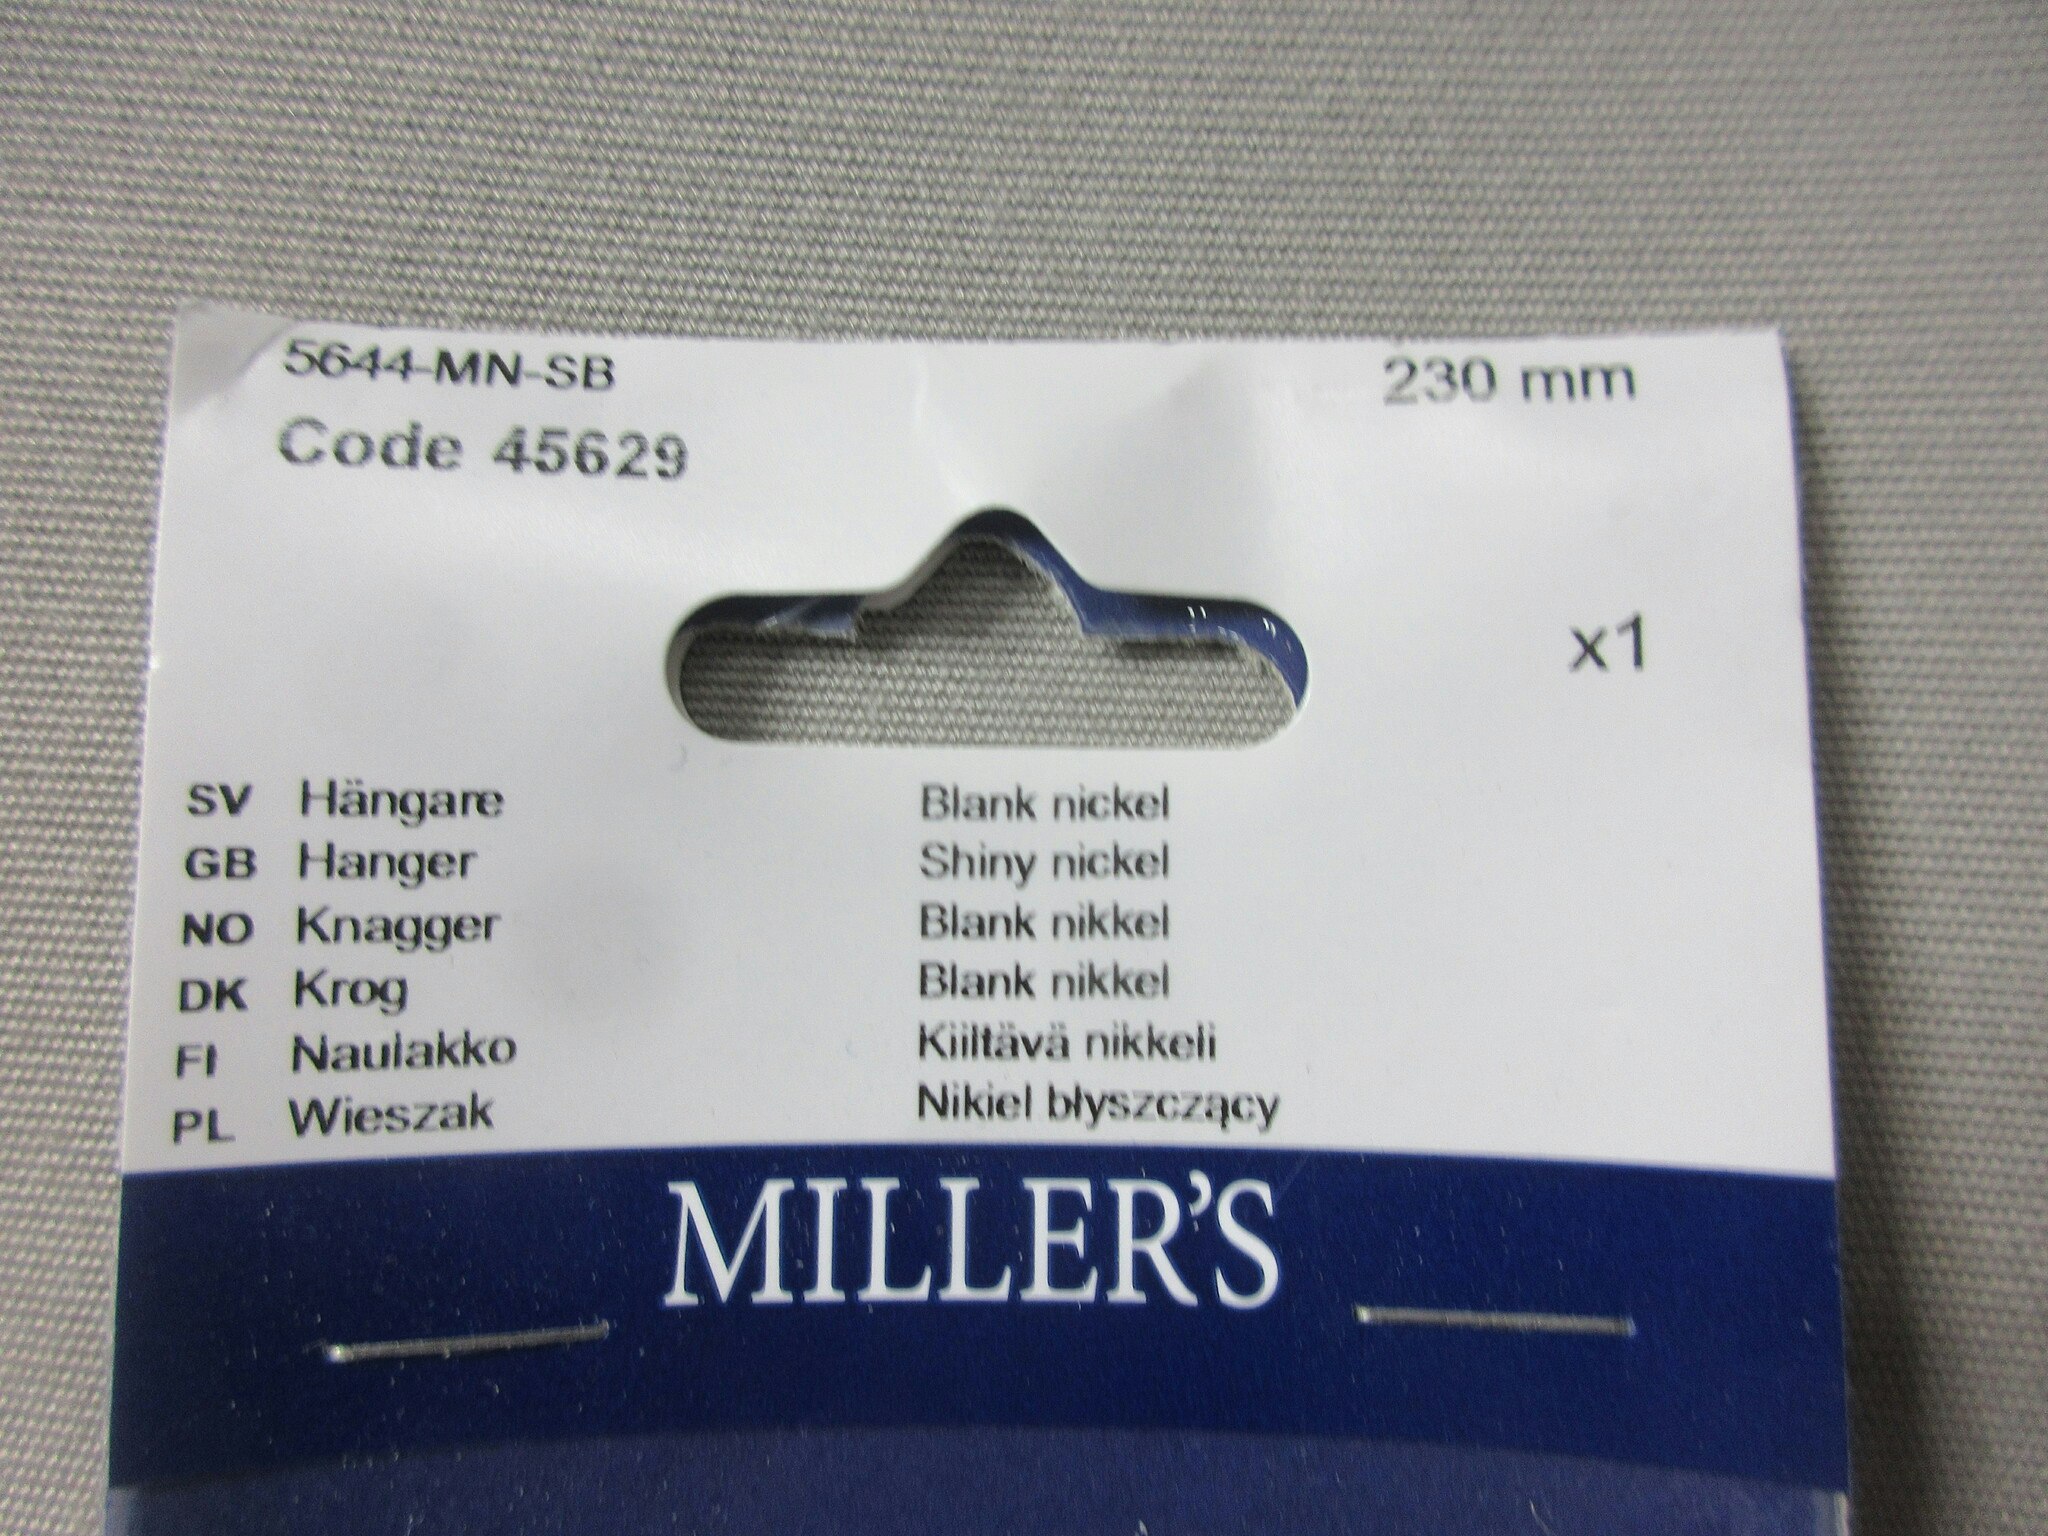 5644-MN-SB 230 mm
Code 45629
x1
SV Hängare Blank nickel
GB Hanger Shiny nickel
NO Knagger Blank nikkel
DK Krog Blank nikkel
FI Naulakko Kiiltävä nikkeli
PL Wieszak Nikiel błyszczący
MILLER'S